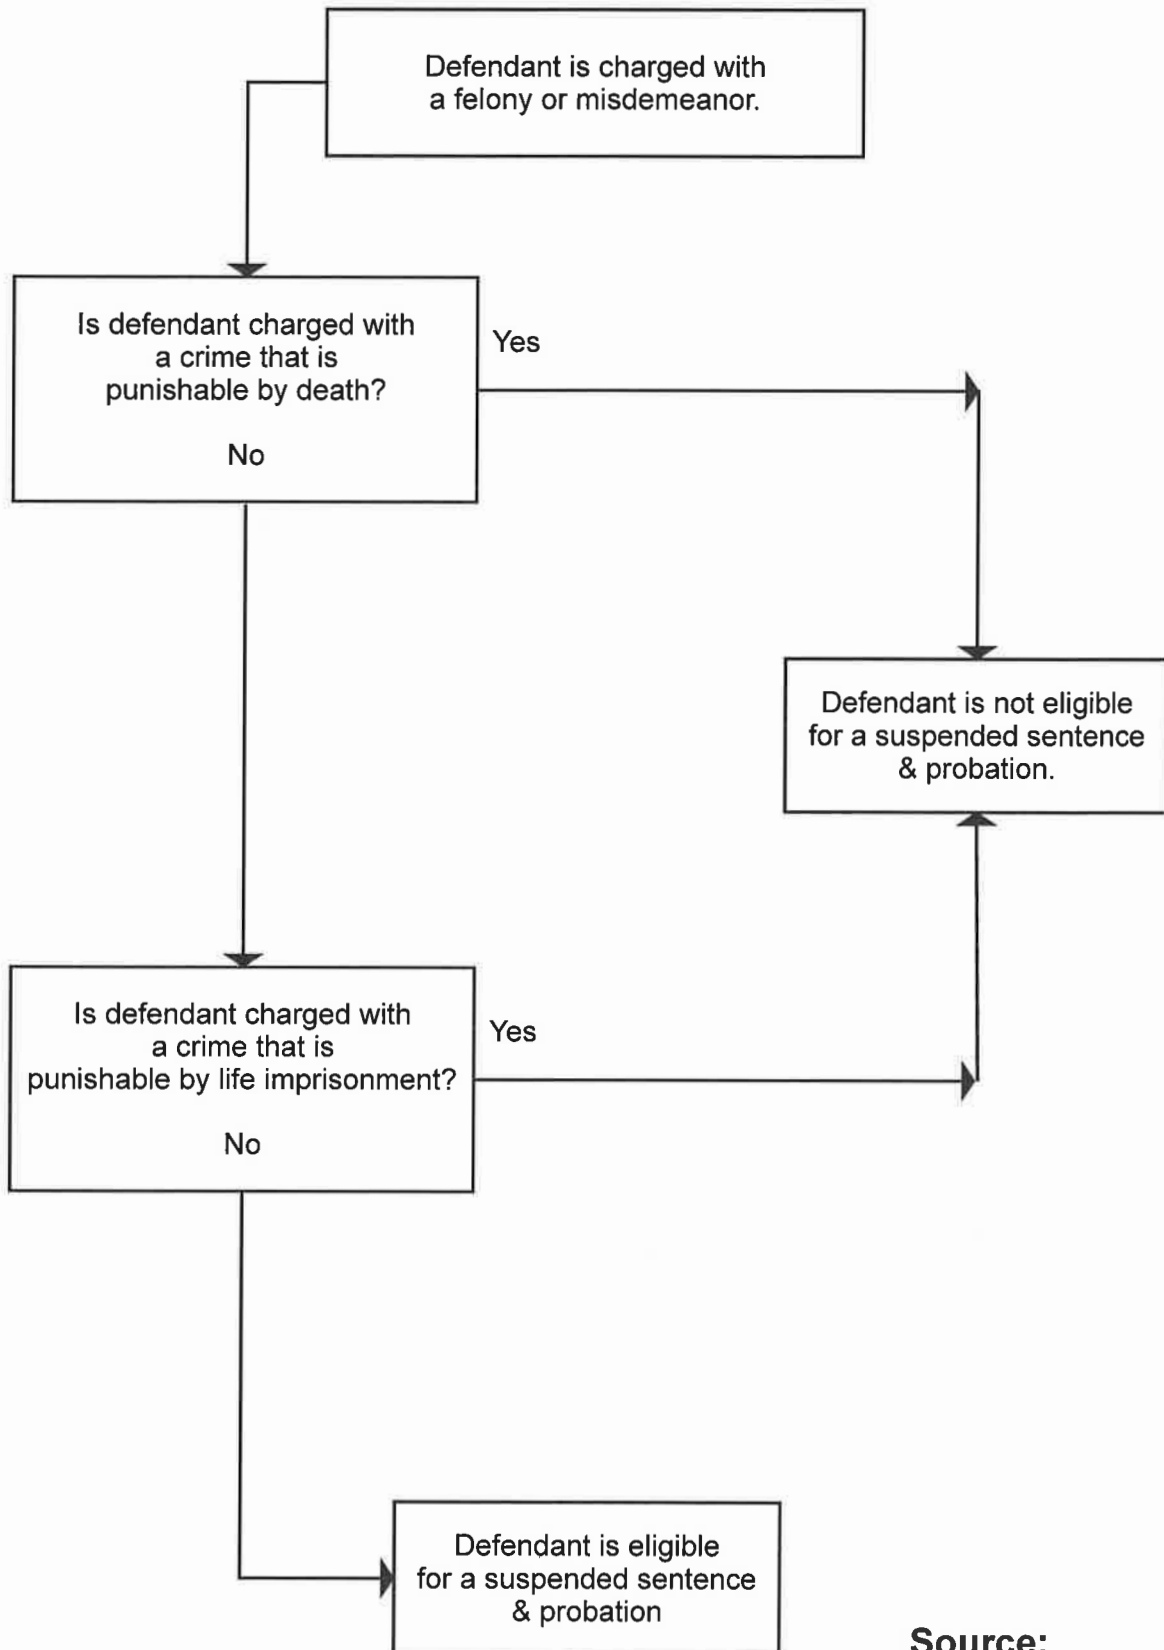 Defendant is charged with
a felony or misdemeanor.
Is defendant charged with
a crime that is
punishable by death?
No
Yes
Defendant is not eligible
for a suspended sentence
& probation.
Is defendant charged with
a crime that is
punishable by life imprisonment?
No
Yes
Defendant is eligible
for a suspended sentence
& probation
Source: